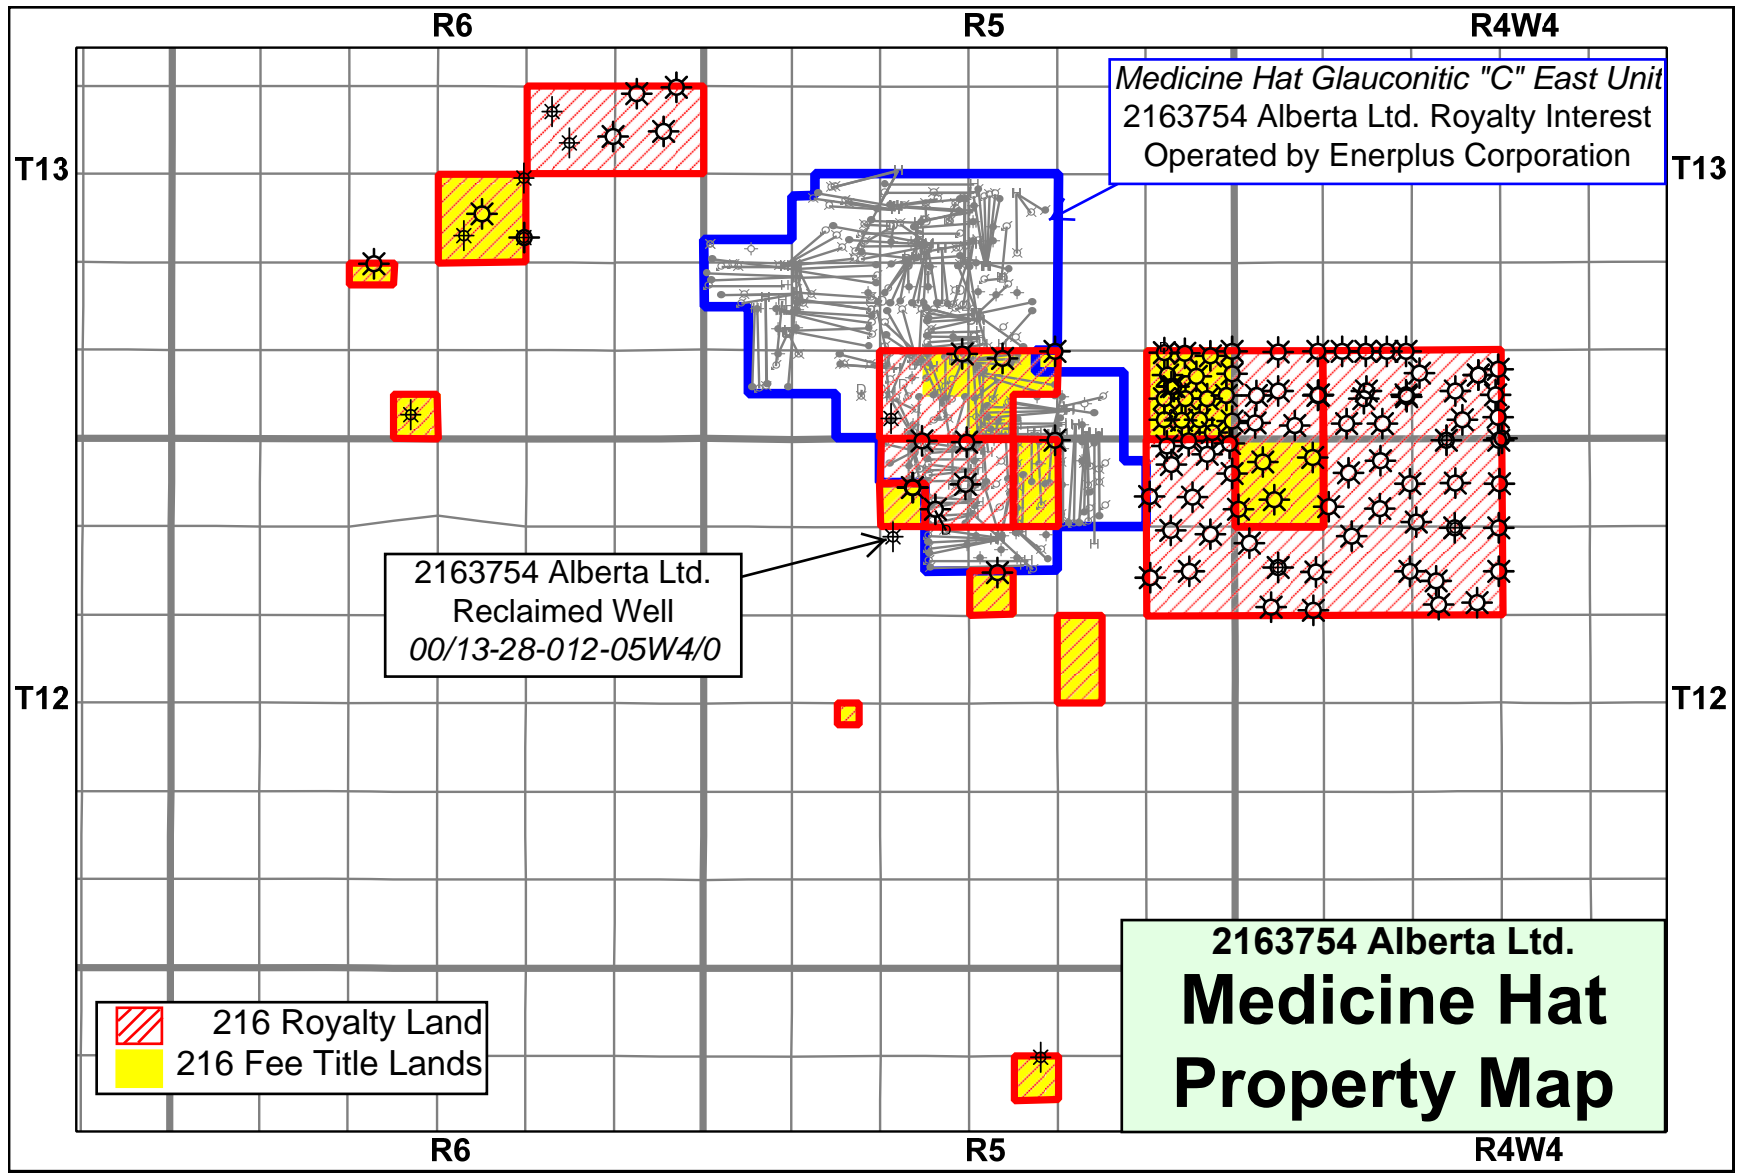 R6 R5 R4W4
Medicine Hat Glauconitic "C" East Unit
2163754 Alberta Ltd. Royalty Interest
Operated by Enerplus Corporation
T13 T13
2163754 Alberta Ltd.
Reclaimed Well
00/13-28-012-05W4/0
T12 T12
2163754 Alberta Ltd.
Medicine Hat
Property Map
216 Royalty Land
216 Fee Title Lands
R6 R5 R4W4